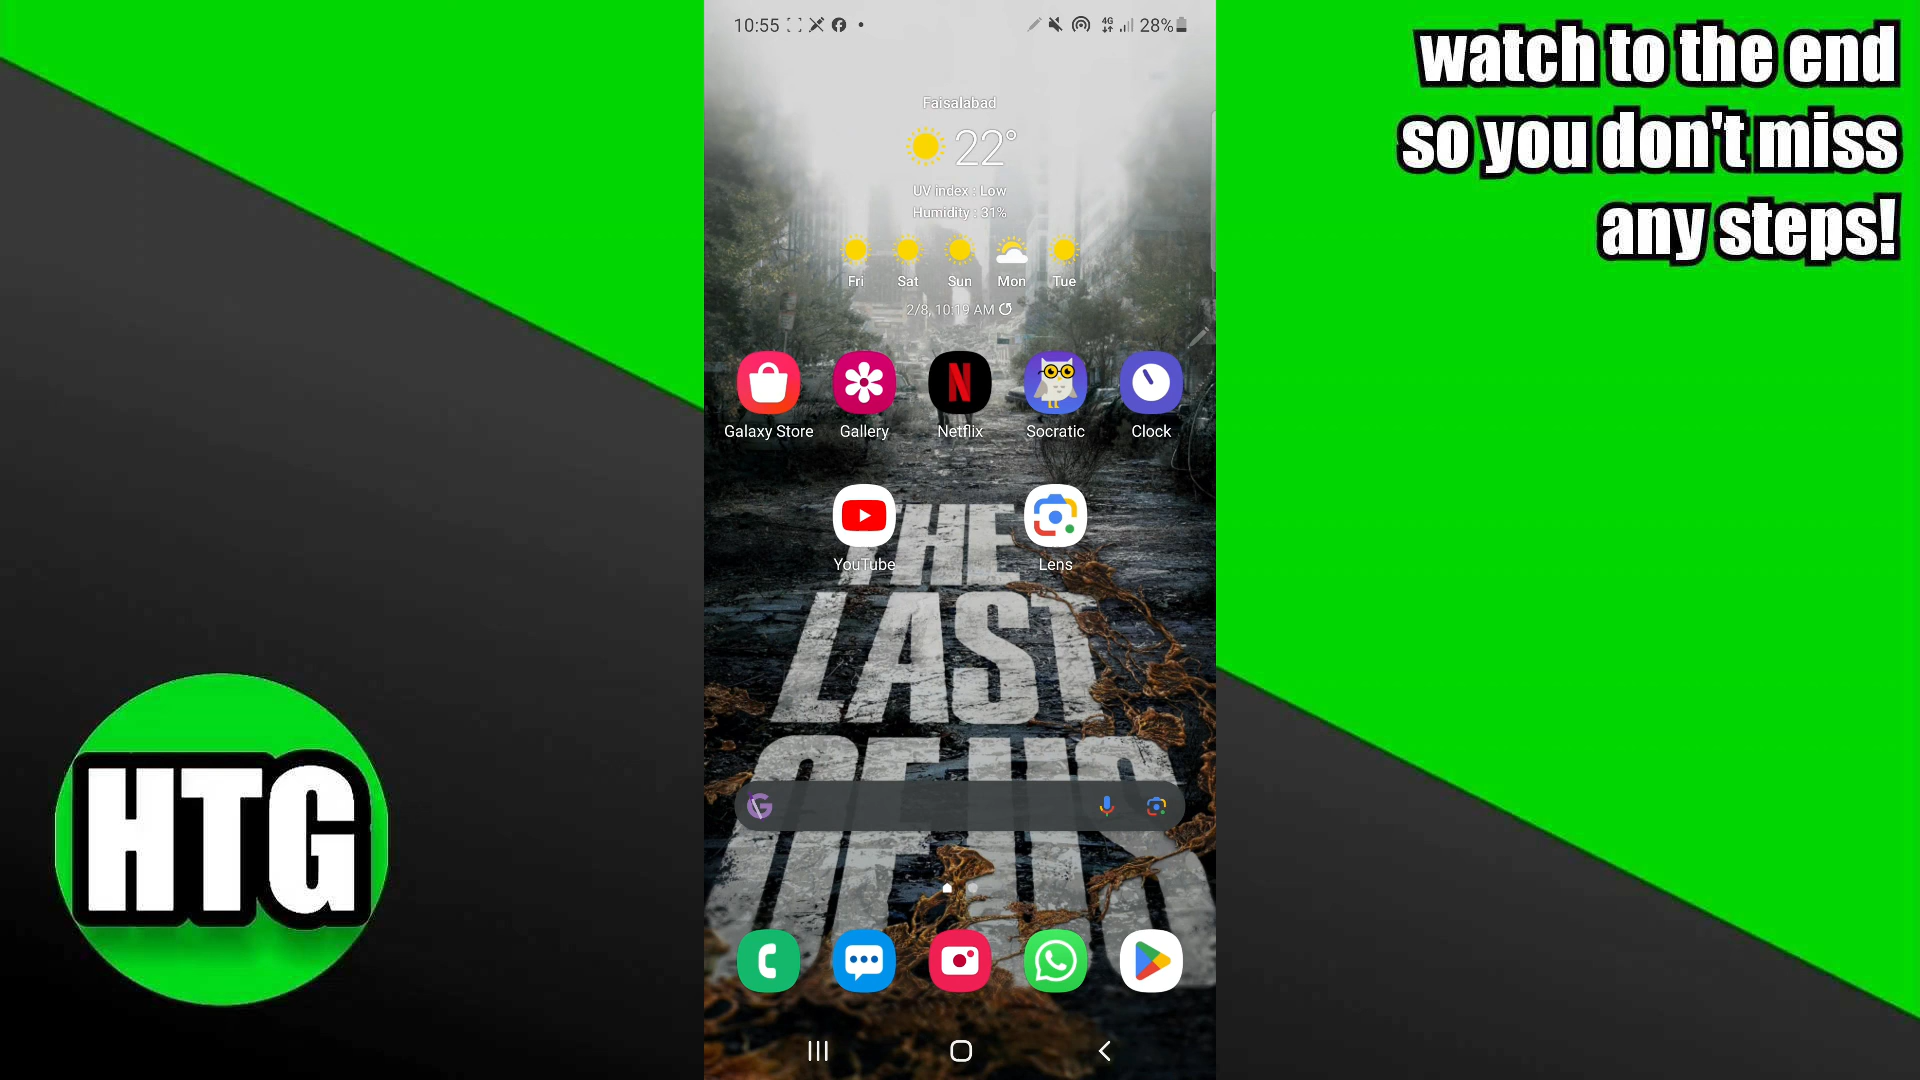 10:55
4G
28%
watch to the end
so you don't miss
any steps!
Faisalabad
22°
UV index : Low
Humidity : 31%
Fri Sat Sun Mon Tue
2/8, 10:19 AM
N
Galaxy Store Gallery Netflix Socratic Clock
YouTube Lens
THE
LAST
OF US
G
HTG